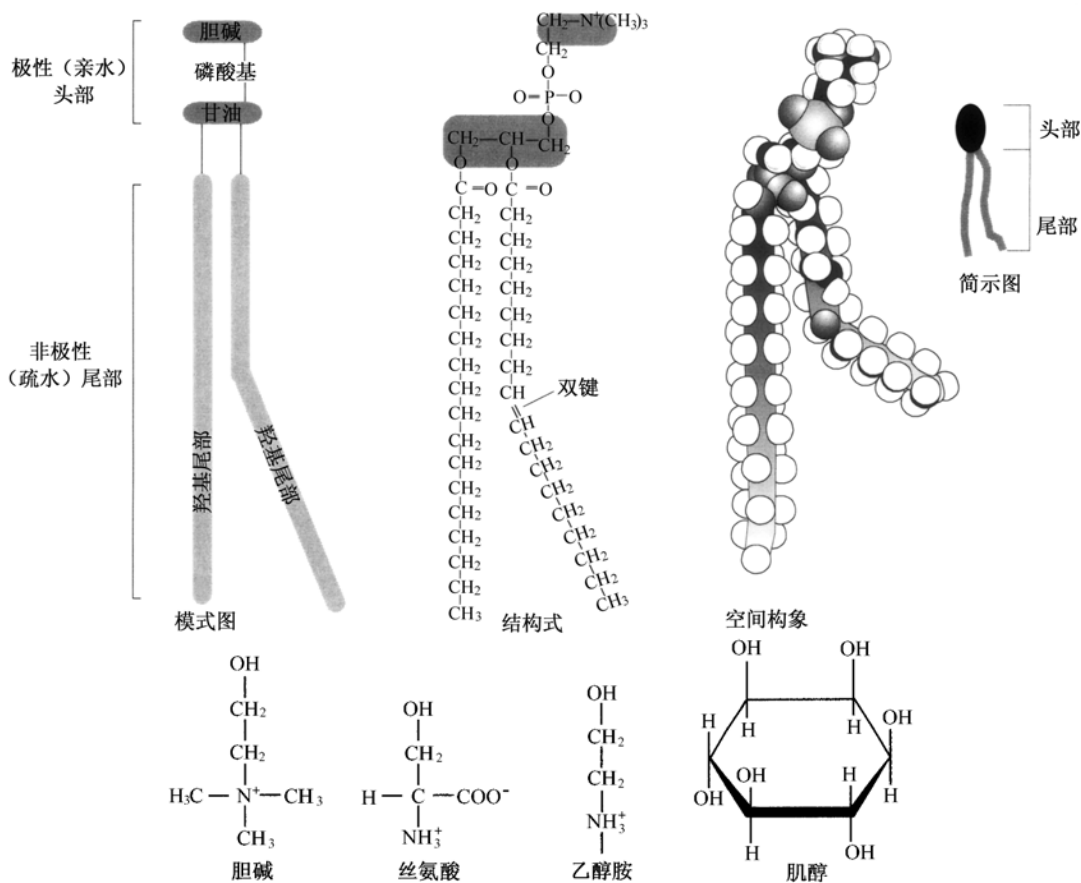 极性（亲水）
头部
胆碱
磷酸基
甘油
非极性
（疏水）尾部
羟基尾部
羟基尾部
模式图
CH₂—N⁺(CH₃)₃
CH₂
O
O=P—O
O
CH₂—CH—CH₂
O O
C=O C=O
CH₂ CH₂
CH₂ CH₂
CH₂ CH₂
CH₂ CH₂
CH₂ CH₂
CH₂ CH₂
CH₂ CH₂
CH₂ CH
CH₂ CH
CH₂ CH₂
CH₂ CH₂
CH₂ CH₂
CH₂ CH₂
CH₂ CH₂
CH₂ CH₂
CH₂ CH₂
CH₃ CH₃
双键
结构式
空间构象
头部
尾部
简示图
OH
CH₂
CH₂
H₃C—N⁺—CH₃
CH₃
胆碱
OH
CH₂
H—C—COO⁻
NH₃⁺
丝氨酸
OH
CH₂
CH₂
NH₃⁺
乙醇胺
OH OH
H H H OH
OH OH H H
H OH
肌醇